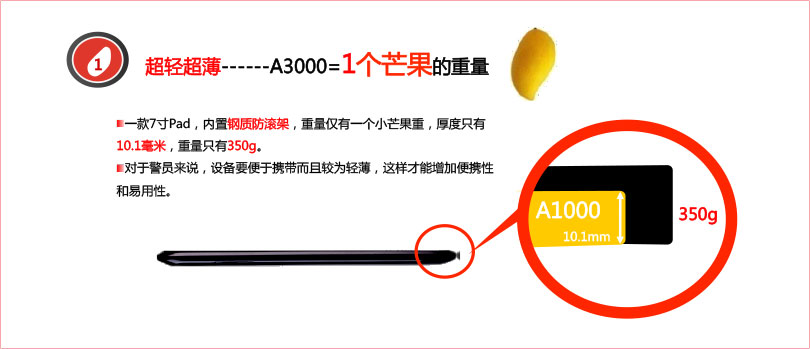 1
超轻超薄------A3000=1个芒果的重量
一款7寸Pad，内置钢质防滚架，重量仅有一个小芒果重，厚度只有
10.1毫米，重量只有350g。
对于警员来说，设备要便于携带而且较为轻薄，这样才能增加便携性
和易用性。
A1000
10.1mm
350g